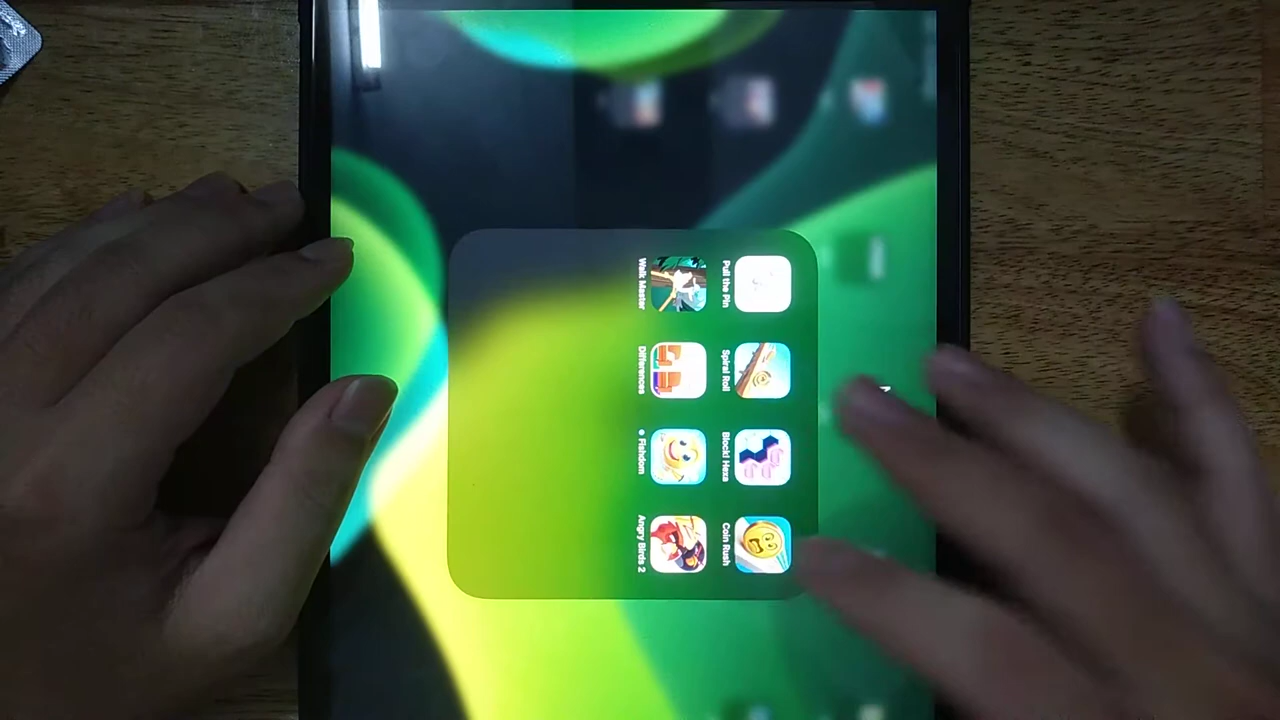 Pull the Pin
Spiral Roll
Block! Hexa
Coin Rush
Walk Master
Differences
Fishdom
Angry Birds 2